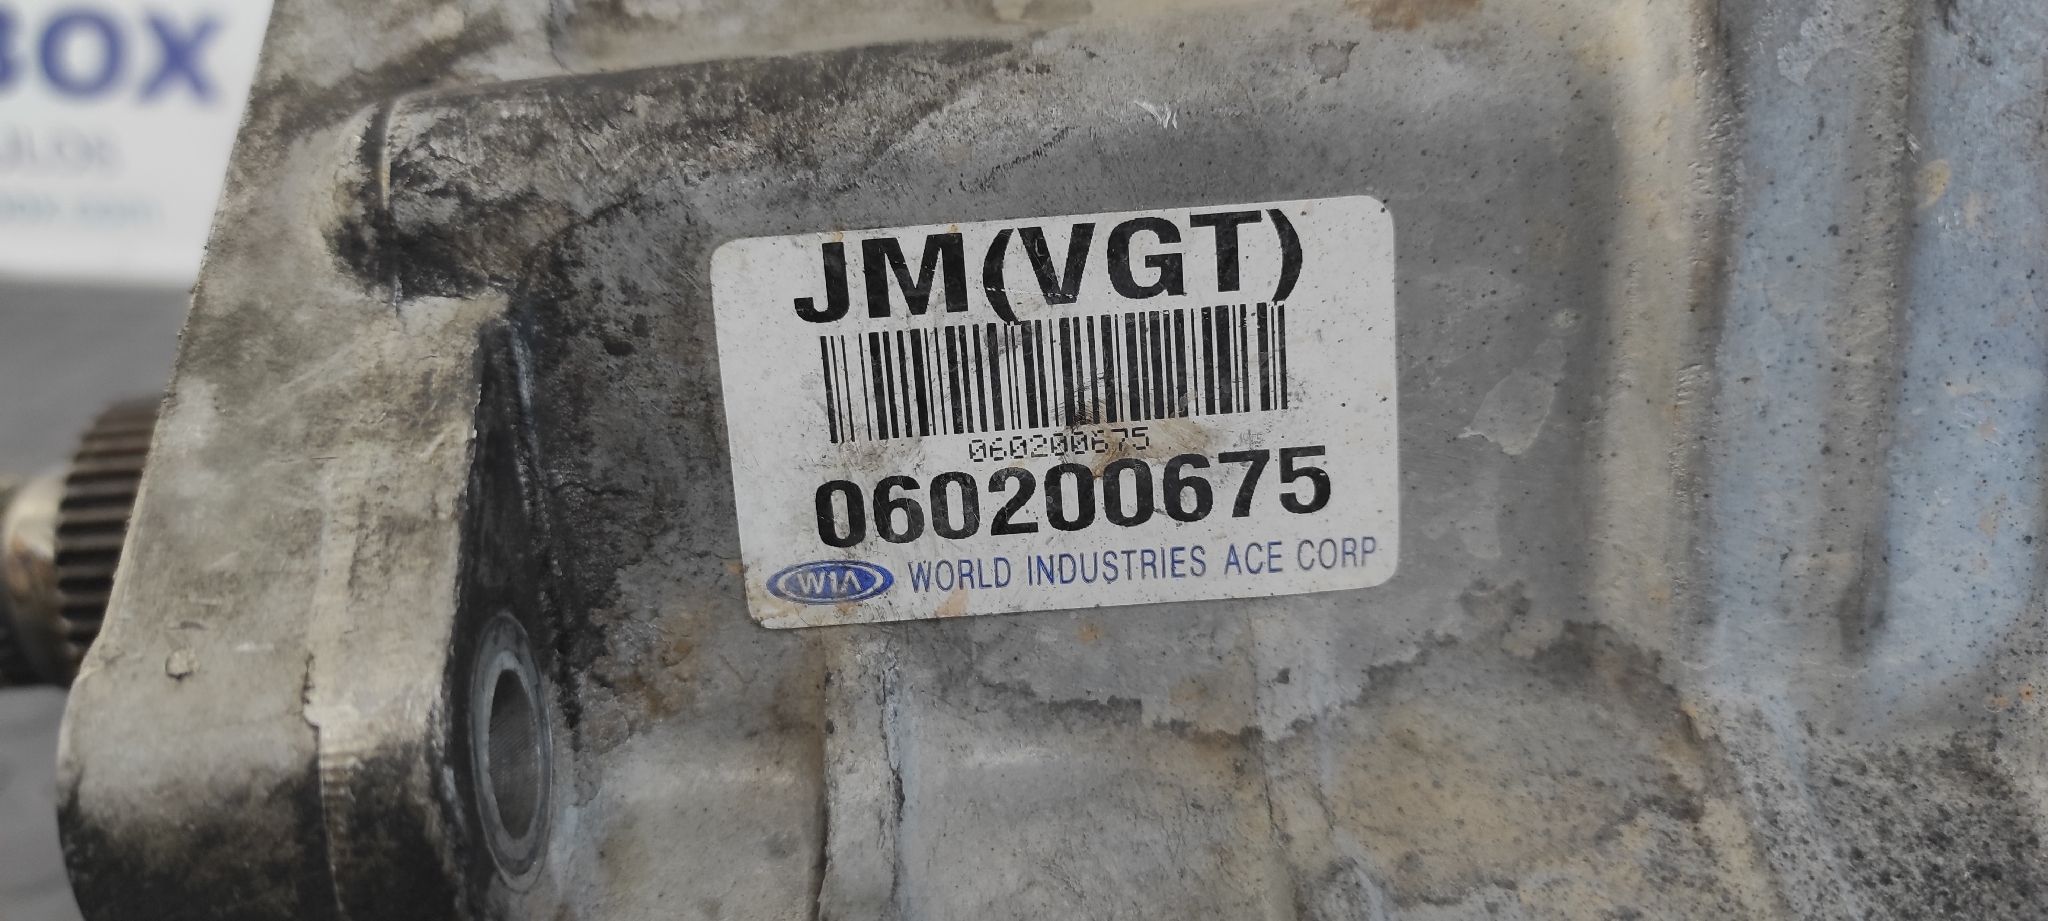 BOX
JM(VGT)
060200675
060200675
WIA WORLD INDUSTRIES ACE CORP